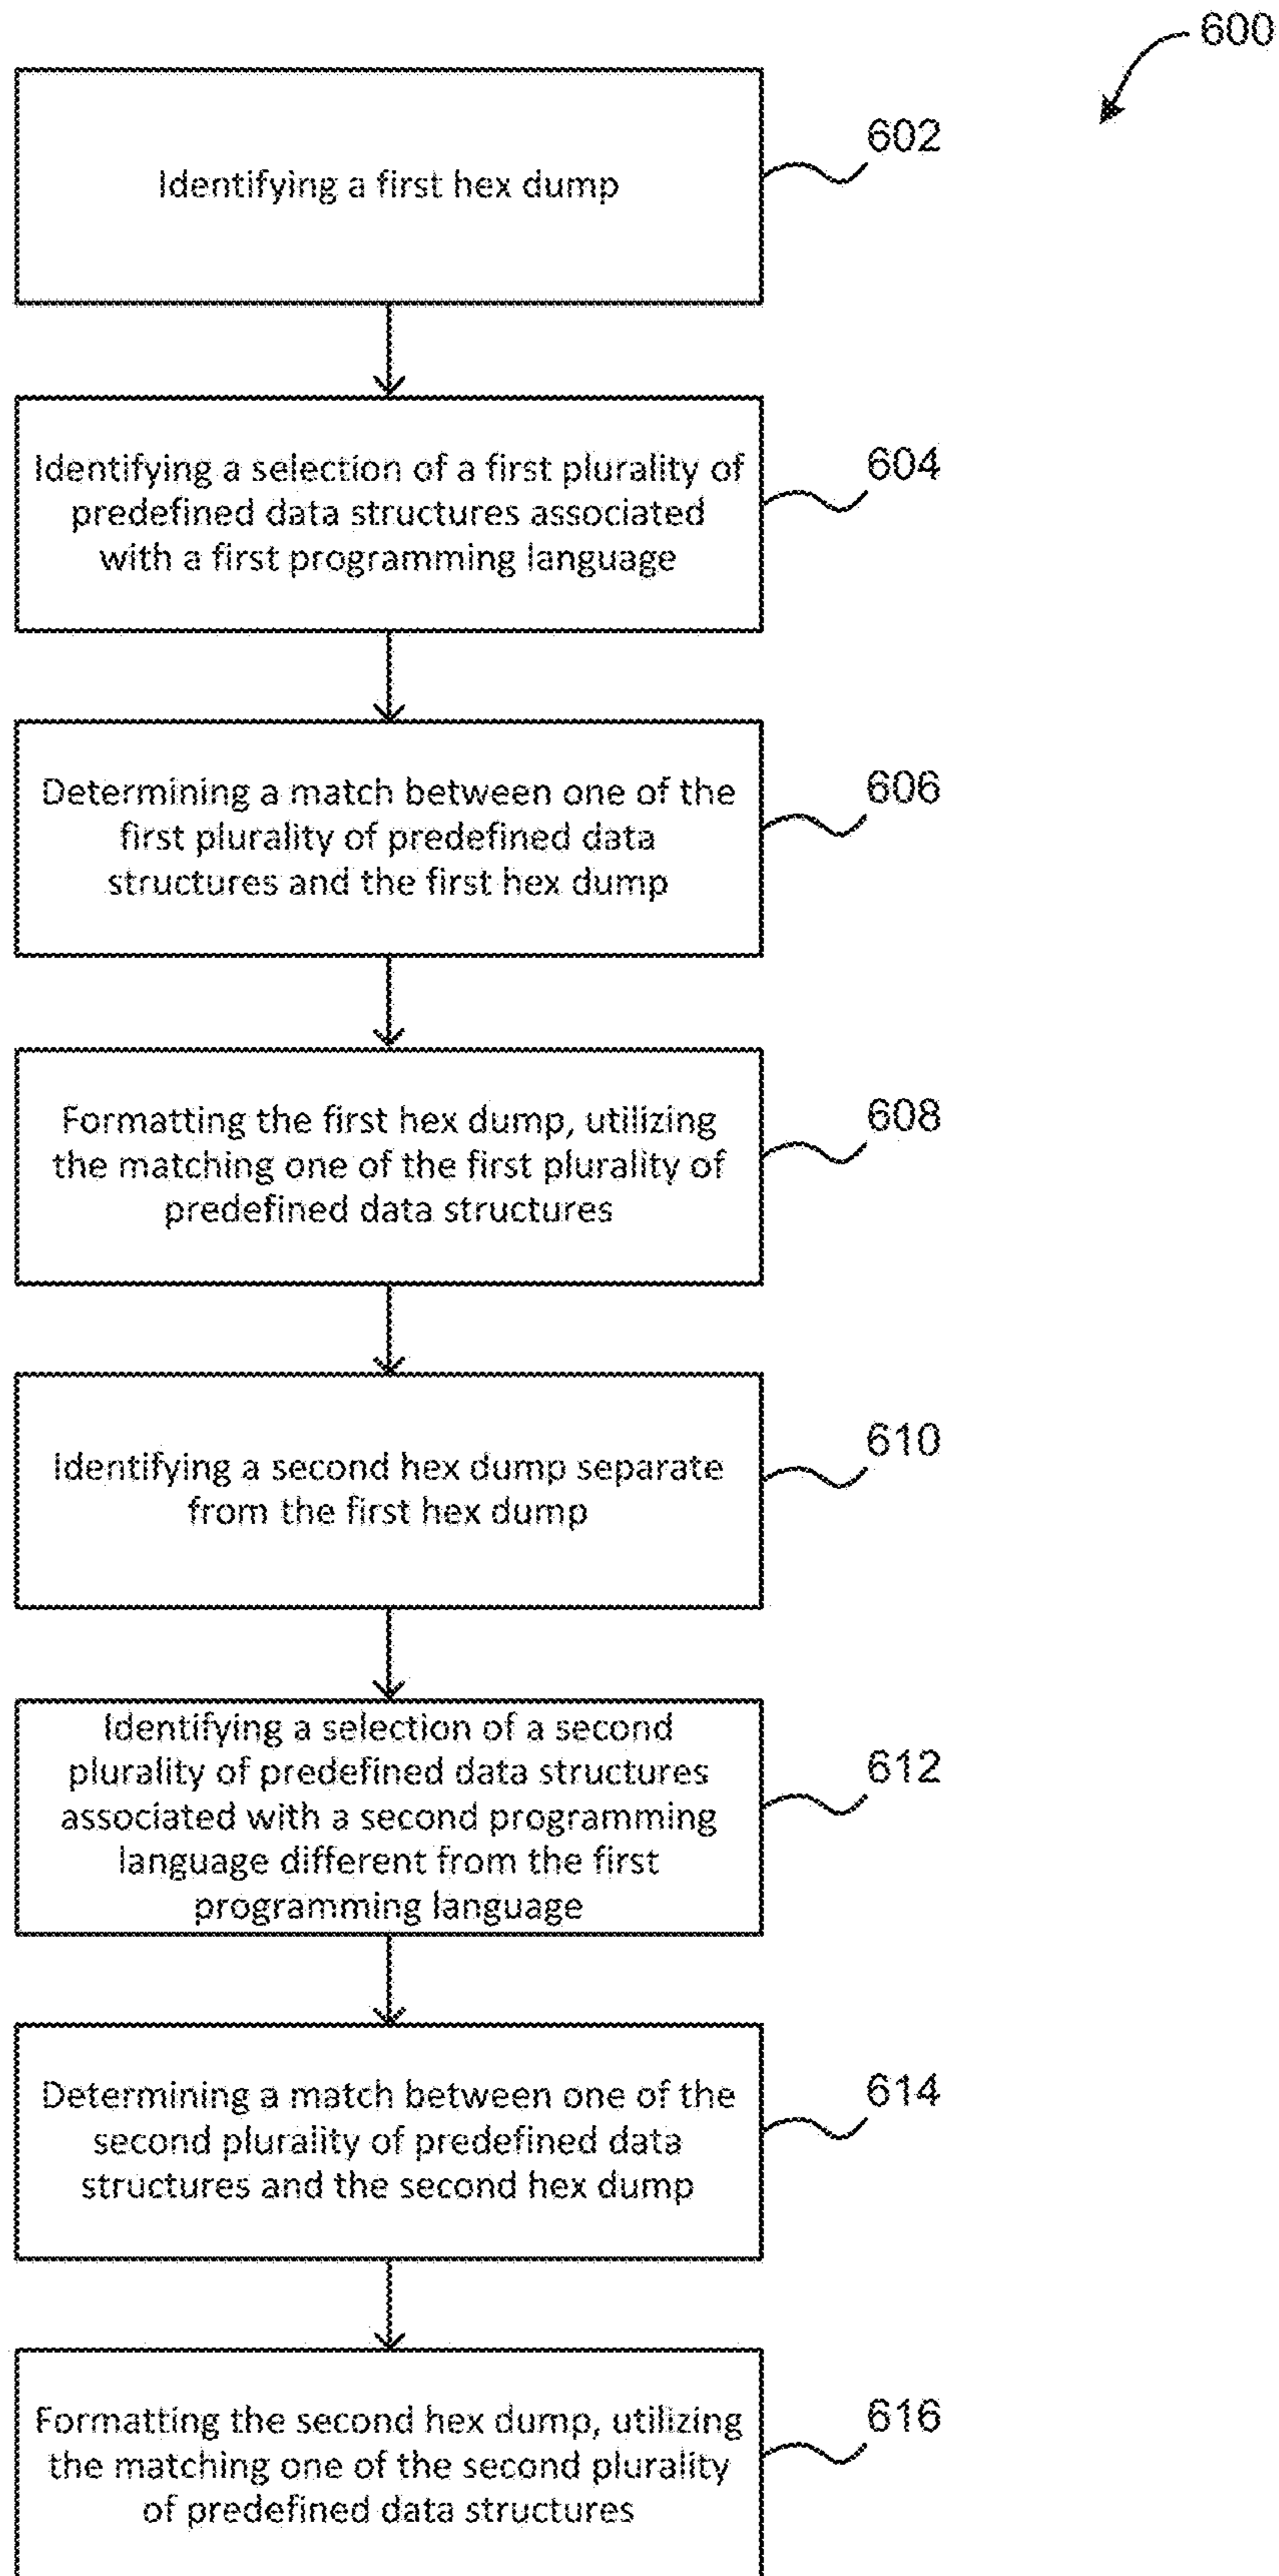 600
602
Identifying a first hex dump
604
Identifying a selection of a first plurality of
predefined data structures associated
with a first programming language
606
Determining a match between one of the
first plurality of predefined data
structures and the first hex dump
608
Formatting the first hex dump, utilizing
the matching one of the first plurality of
predefined data structures
610
Identifying a second hex dump separate
from the first hex dump
612
Identifying a selection of a second
plurality of predefined data structures
associated with a second programming
language different from the first
programming language
614
Determining a match between one of the
second plurality of predefined data
structures and the second hex dump
616
Formatting the second hex dump, utilizing
the matching one of the second plurality
of predefined data structures